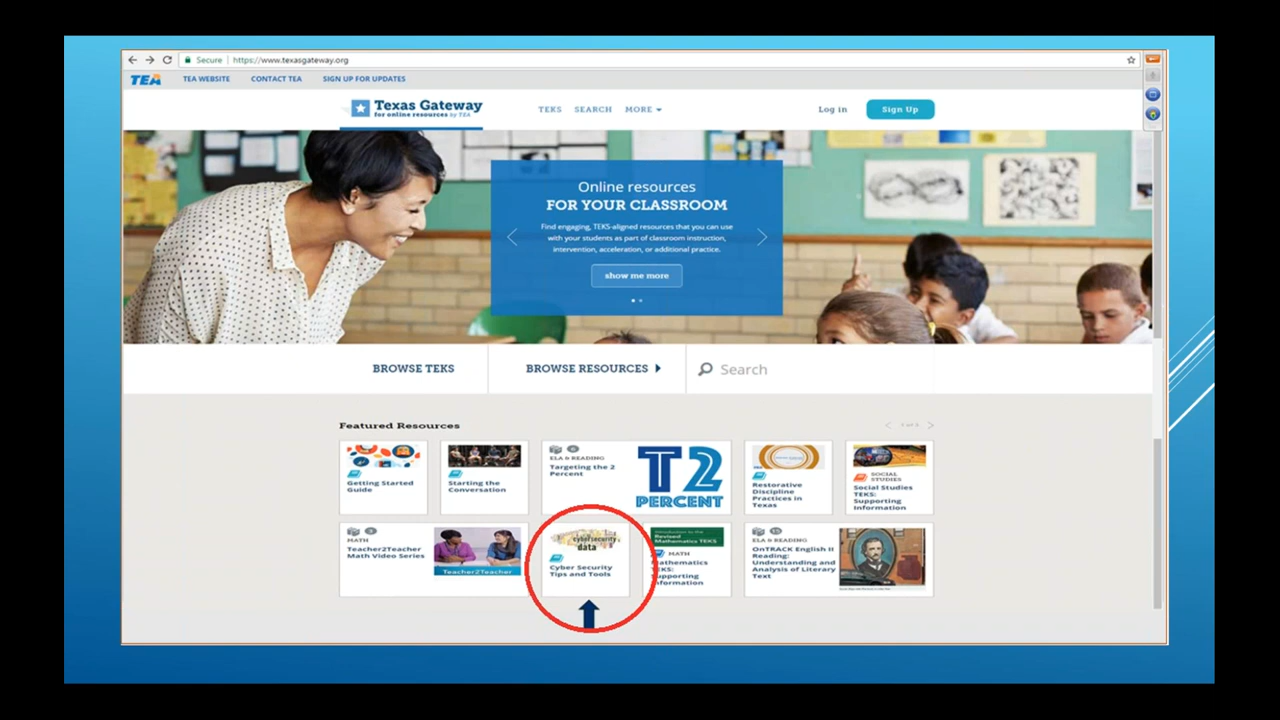 Secure | https://www.texasgateway.org
TEA
TEA WEBSITE
CONTACT TEA
SIGN UP FOR UPDATES
Texas Gateway
for online resources by TEA
TEKS
SEARCH
MORE
Log in
Sign Up
Online resources
FOR YOUR CLASSROOM
Find engaging, TEKS-aligned resources that you can use
with your students as part of classroom instruction,
intervention, acceleration, or additional practice.
show me more
BROWSE TEKS
BROWSE RESOURCES
Search
Featured Resources
Getting Started
Guide
Starting the
Conversation
ELA & READING
Targeting the 2
Percent
T2
PERCENT
Restorative
Discipline
Practices in
Texas
SOCIAL
STUDIES
Social Studies
TEKS:
Supporting
Information
MATH
Teacher2Teacher
Math Video Series
Teacher2Teacher
cybersecurity
data
Cyber Security
Tips and Tools
Introduction to the
Revised
Mathematics TEKS
MATH
Mathematics
TEKS:
Supporting
Information
ELA & READING
OnTRACK English II
Reading:
Understanding and
Analysis of Literary
Text